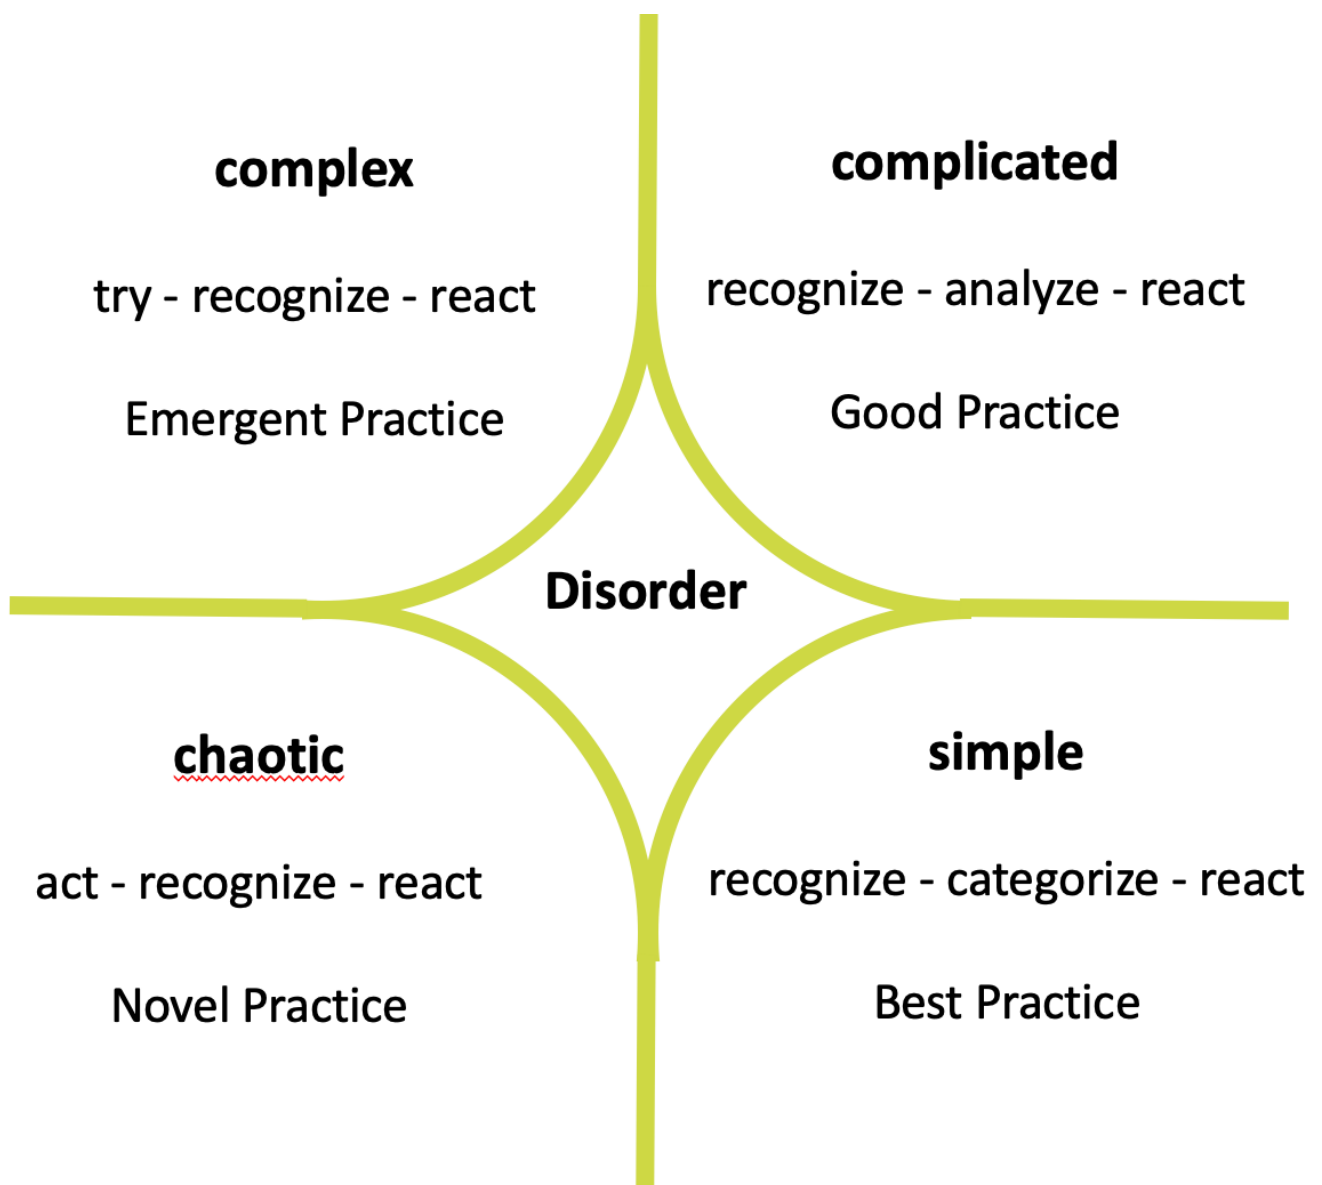 complex
try - recognize - react
Emergent Practice
complicated
recognize - analyze - react
Good Practice
Disorder
chaotic
act - recognize - react
Novel Practice
simple
recognize - categorize - react
Best Practice